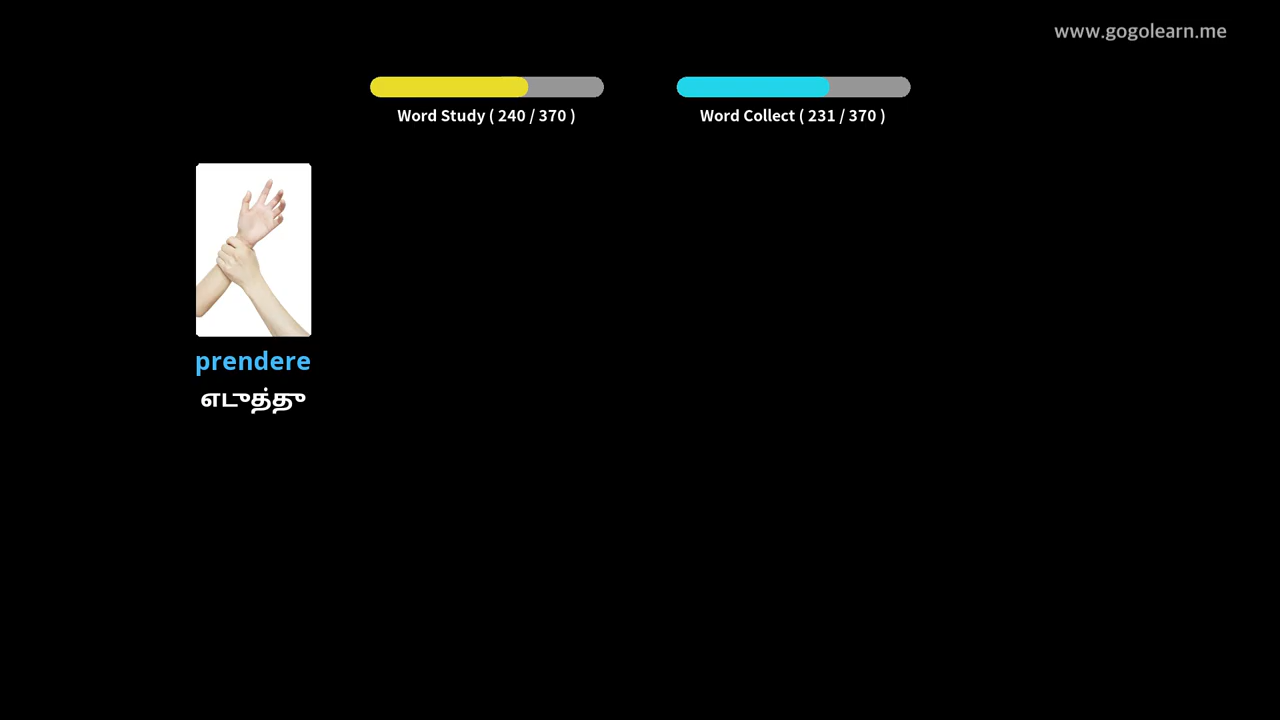 www.gogolearn.me
Word Study ( 240 / 370 )
Word Collect ( 231 / 370 )
prendere
எடுத்து